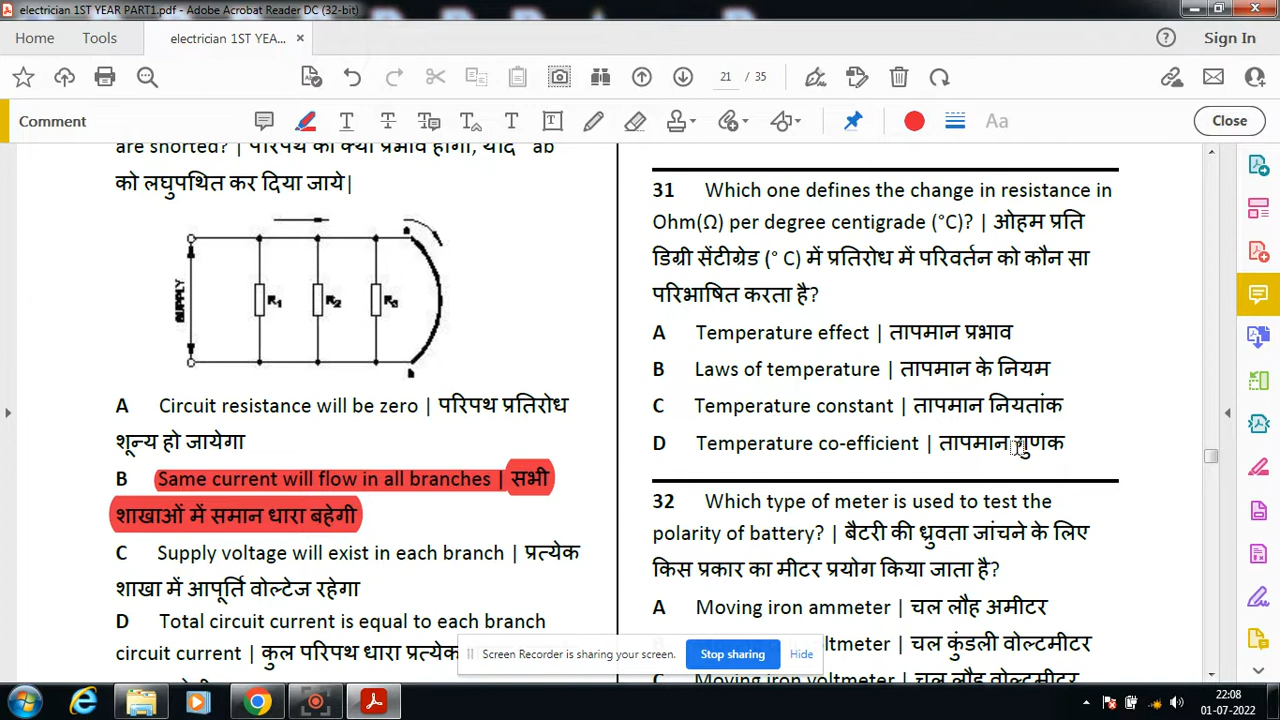 electrician 1ST YEAR PART1.pdf - Adobe Acrobat Reader DC (32-bit)
Home Tools electrician 1ST YEA... × Sign In
21 / 35
Comment Aa Close
are shorted? | परिपथ का क्या प्रभाव होगा, यदि "ab
को लघुपथित कर दिया जाये|
SUPPLY
R1 R2 R3
a
b
A Circuit resistance will be zero | परिपथ प्रतिरोध
शून्य हो जायेगा
B Same current will flow in all branches | सभी
शाखाओं में समान धारा बहेगी
C Supply voltage will exist in each branch | प्रत्येक
शाखा में आपूर्ति वोल्टेज रहेगा
D Total circuit current is equal to each branch
circuit current | कुल परिपथ धारा प्रत्येक
31 Which one defines the change in resistance in
Ohm(Ω) per degree centigrade (°C)? | ओहम प्रति
डिग्री सेंटीग्रेड (° C) में प्रतिरोध में परिवर्तन को कौन सा
परिभाषित करता है?
A Temperature effect | तापमान प्रभाव
B Laws of temperature | तापमान के नियम
C Temperature constant | तापमान नियतांक
D Temperature co-efficient | तापमान गुणक
32 Which type of meter is used to test the
polarity of battery? | बैटरी की ध्रुवता जांचने के लिए
किस प्रकार का मीटर प्रयोग किया जाता है?
A Moving iron ammeter | चल लौह अमीटर
voltmeter | चल कुंडली वोल्टमीटर
C Moving iron voltmeter | चल लौह वोल्टमीटर
Screen Recorder is sharing your screen. Stop sharing Hide
22:08
01-07-2022